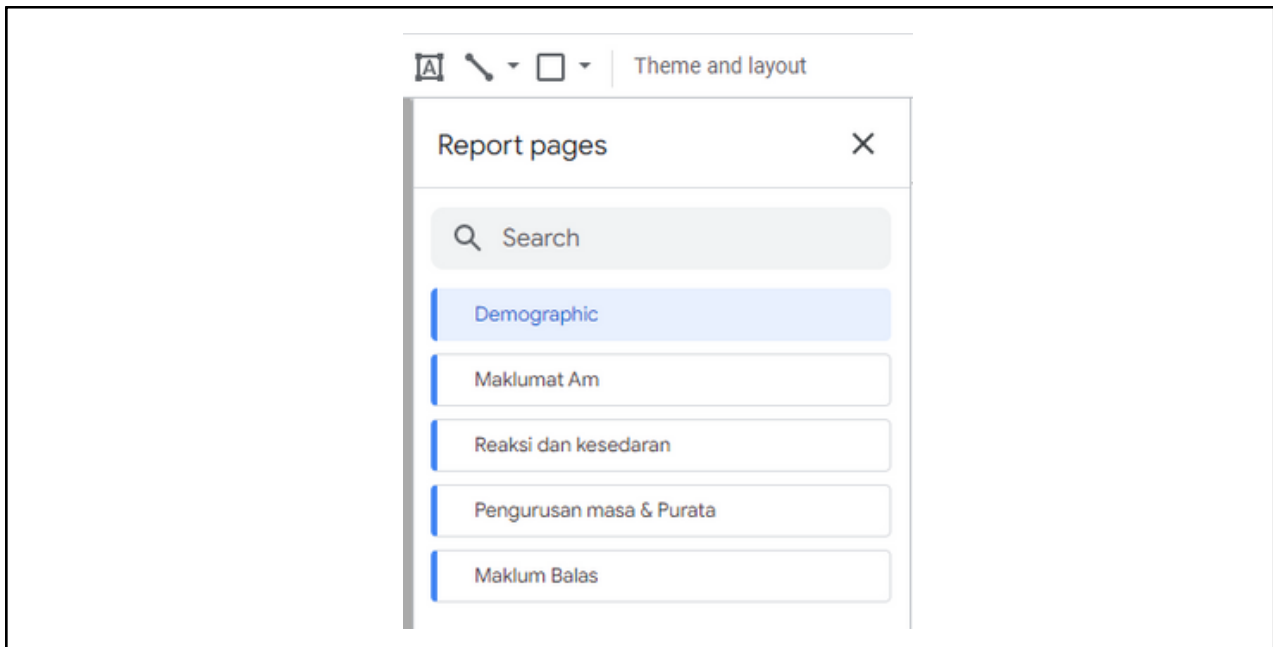 A
Theme and layout
Report pages
Search
Demographic
Maklumat Am
Reaksi dan kesedaran
Pengurusan masa & Purata
Maklum Balas